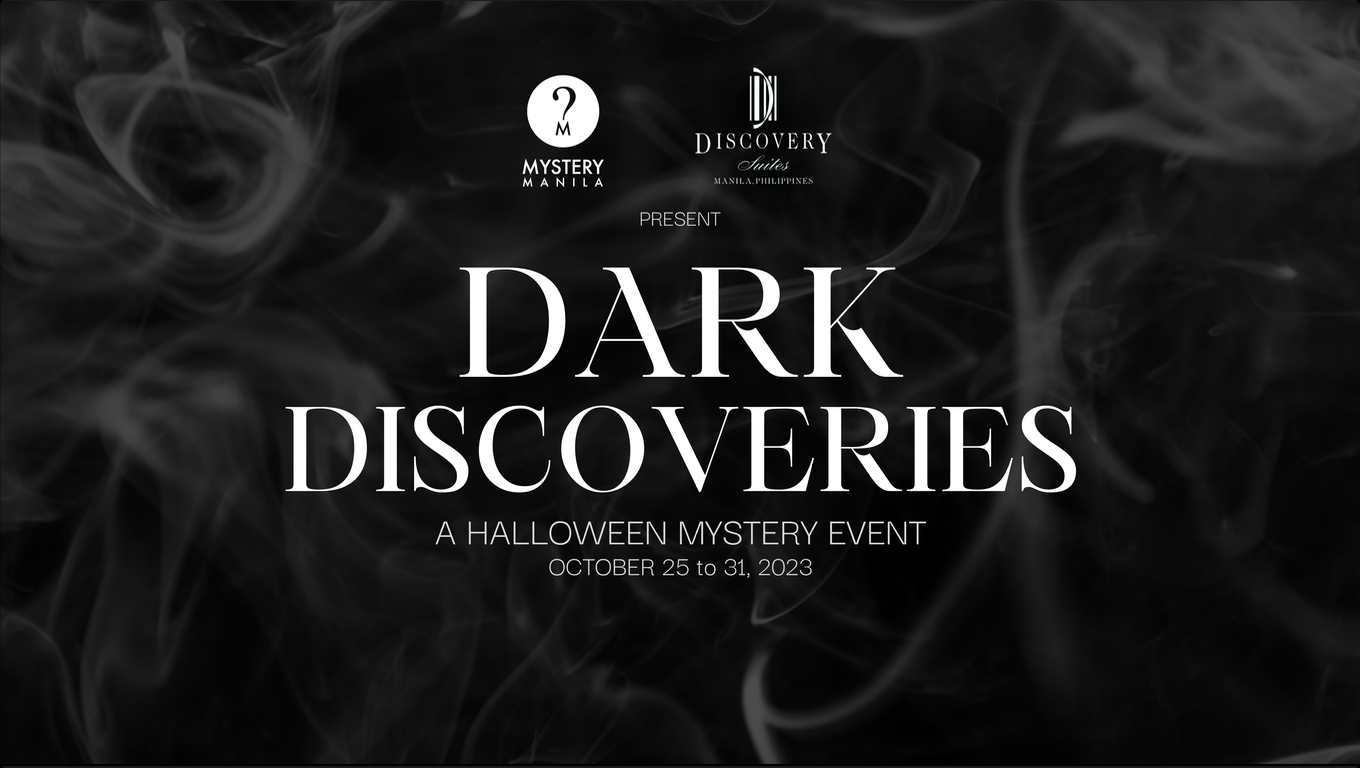 ?
M
MYSTERY
MANILA
DISCOVERY
Suites
MANILA, PHILIPPINES
PRESENT
DARK
DISCOVERIES
A HALLOWEEN MYSTERY EVENT
OCTOBER 25 to 31, 2023